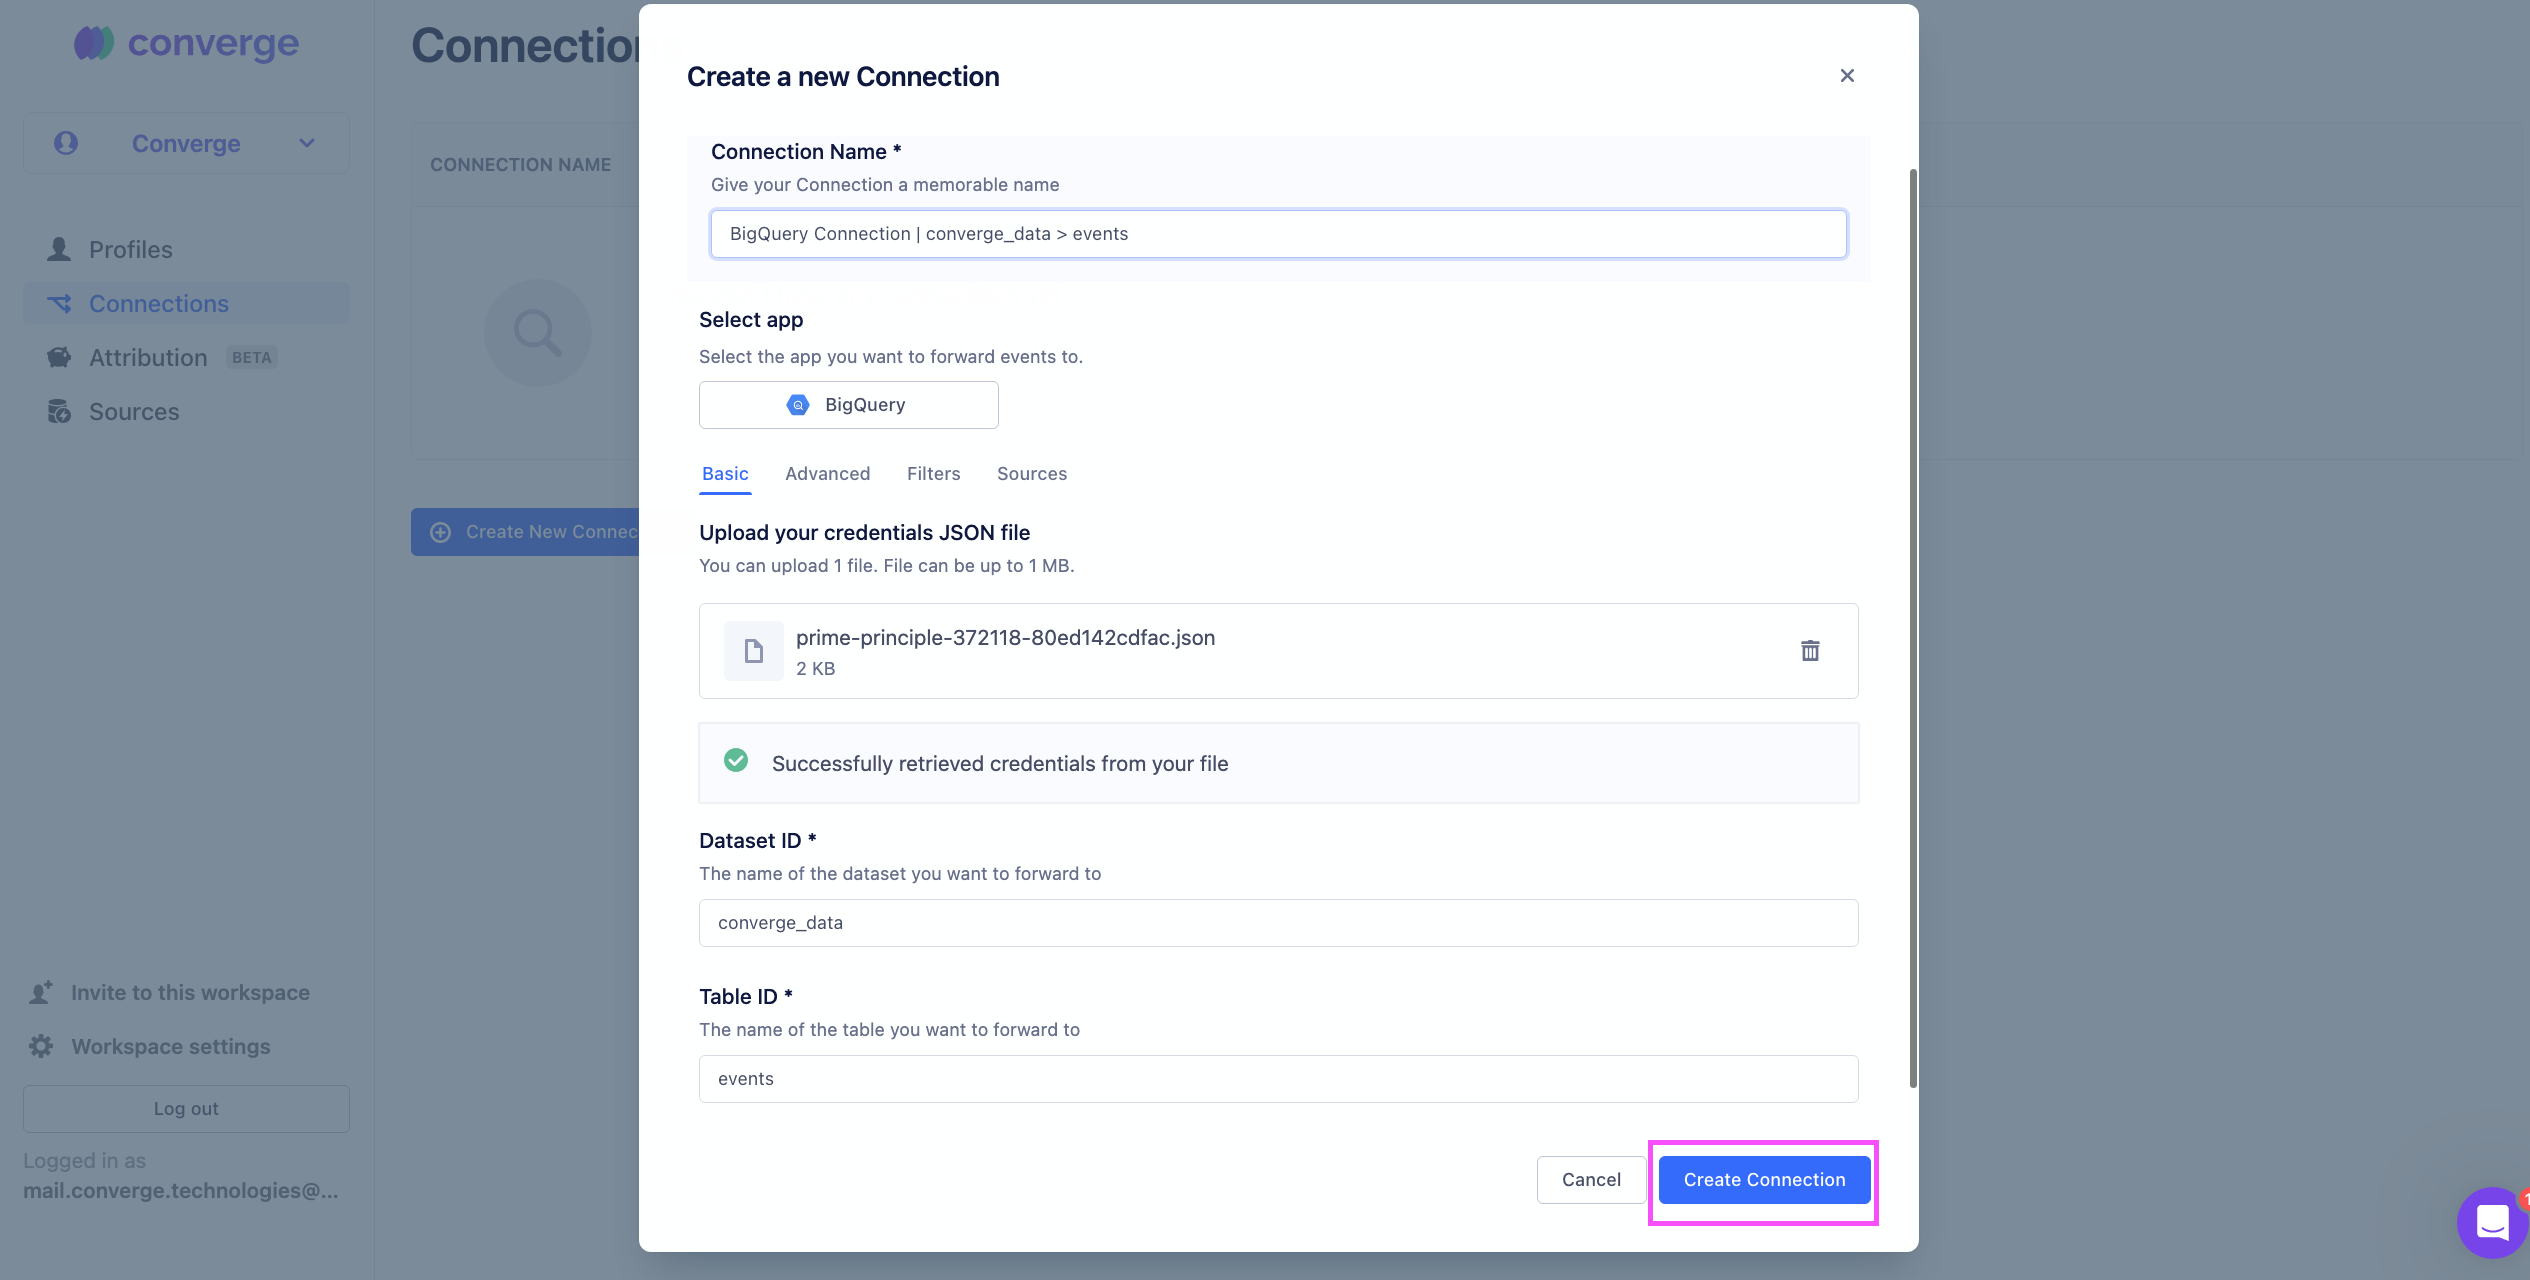 converge
Converge
Profiles
Connections
Attribution BETA
Sources
Invite to this workspace
Workspace settings
Log out
Logged in as
mail.converge.technologies@...
Connection
CONNECTION NAME
Create New Connec
Create a new Connection
Connection Name *
Give your Connection a memorable name
BigQuery Connection | converge_data > events
Select app
Select the app you want to forward events to.
BigQuery
Basic Advanced Filters Sources
Upload your credentials JSON file
You can upload 1 file. File can be up to 1 MB.
prime-principle-372118-80ed142cdfac.json
2 KB
Successfully retrieved credentials from your file
Dataset ID *
The name of the dataset you want to forward to
converge_data
Table ID *
The name of the table you want to forward to
events
Cancel Create Connection
1